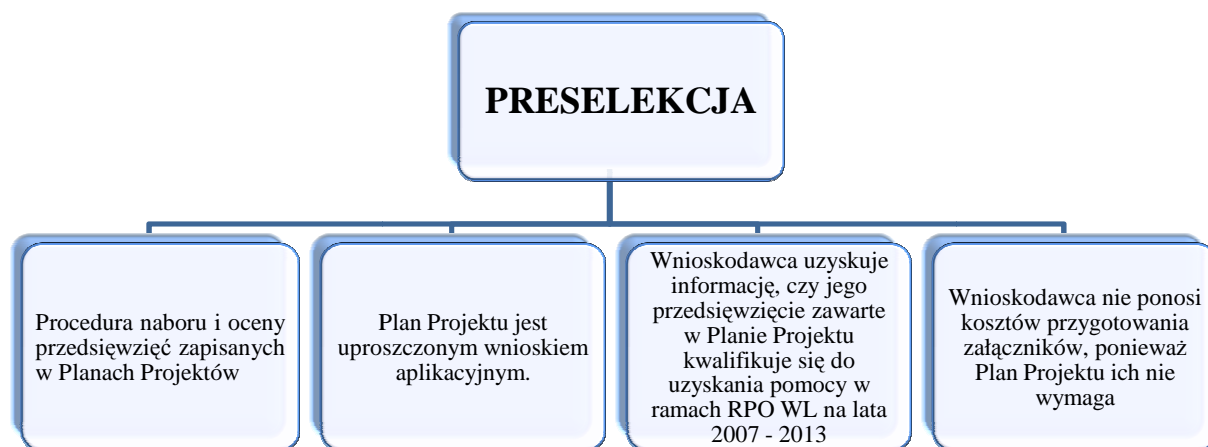 PRESELEKCJA
Procedura naboru i oceny
przedsięwzięć zapisanych
w Planach Projektów
Plan Projektu jest
uproszczonym wnioskiem
aplikacyjnym.
Wnioskodawca uzyskuje
informację, czy jego
przedsięwzięcie zawarte
w Planie Projektu
kwalifikuje się do
uzyskania pomocy w
ramach RPO WL na lata
2007 - 2013
Wnioskodawca nie ponosi
kosztów przygotowania
załączników, ponieważ
Plan Projektu ich nie
wymaga